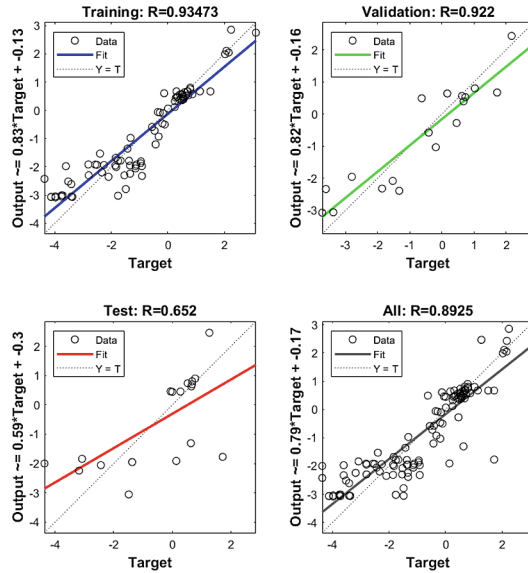 Training: R=0.93473
Output ~= 0.83*Target + -0.13
Data
Fit
Y = T
3
2
1
0
-1
-2
-3
-4
-4 -2 0 2
Target
Validation: R=0.922
Output ~= 0.82*Target + -0.16
Data
Fit
Y = T
2
1
0
-1
-2
-3
-3 -2 -1 0 1 2
Target
Test: R=0.652
Output ~= 0.59*Target + -0.3
Data
Fit
Y = T
2
1
0
-1
-2
-3
-4
-4 -2 0 2
Target
All: R=0.8925
Output ~= 0.79*Target + -0.17
Data
Fit
Y = T
3
2
1
0
-1
-2
-3
-4
-4 -2 0 2
Target